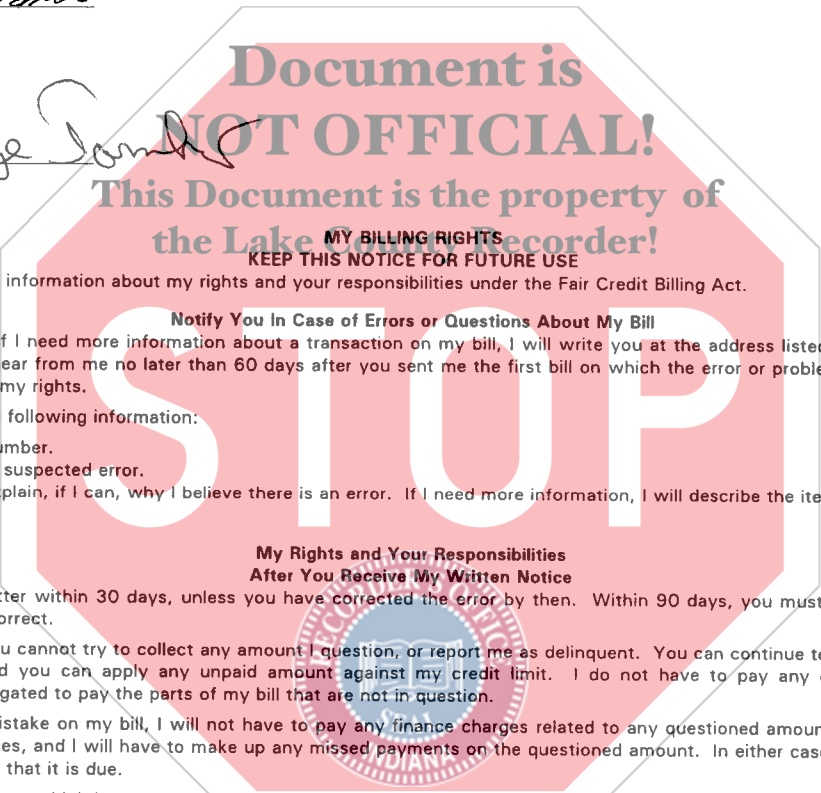 Document is
NOT OFFICIAL!
This Document is the property of
the Lake County Recorder!
MY BILLING RIGHTS
KEEP THIS NOTICE FOR FUTURE USE
information about my rights and your responsibilities under the Fair Credit Billing Act.
Notify You In Case of Errors or Questions About My Bill
f I need more information about a transaction on my bill, I will write you at the address listed
ear from me no later than 60 days after you sent me the first bill on which the error or proble
my rights.
following information:
umber.
suspected error.
plain, if I can, why I believe there is an error. If I need more information, I will describe the ite
STOP
My Rights and Your Responsibilities
After You Receive My Written Notice
tter within 30 days, unless you have corrected the error by then. Within 90 days, you must
orrect.
u cannot try to collect any amount I question, or report me as delinquent. You can continue to
d you can apply any unpaid amount against my credit limit. I do not have to pay any
gated to pay the parts of my bill that are not in question.
istake on my bill, I will not have to pay any finance charges related to any questioned amoun
es, and I will have to make up any missed payments on the questioned amount. In either case
that it is due.
RECORDER'S OFFICE
SEAL
INDIANA